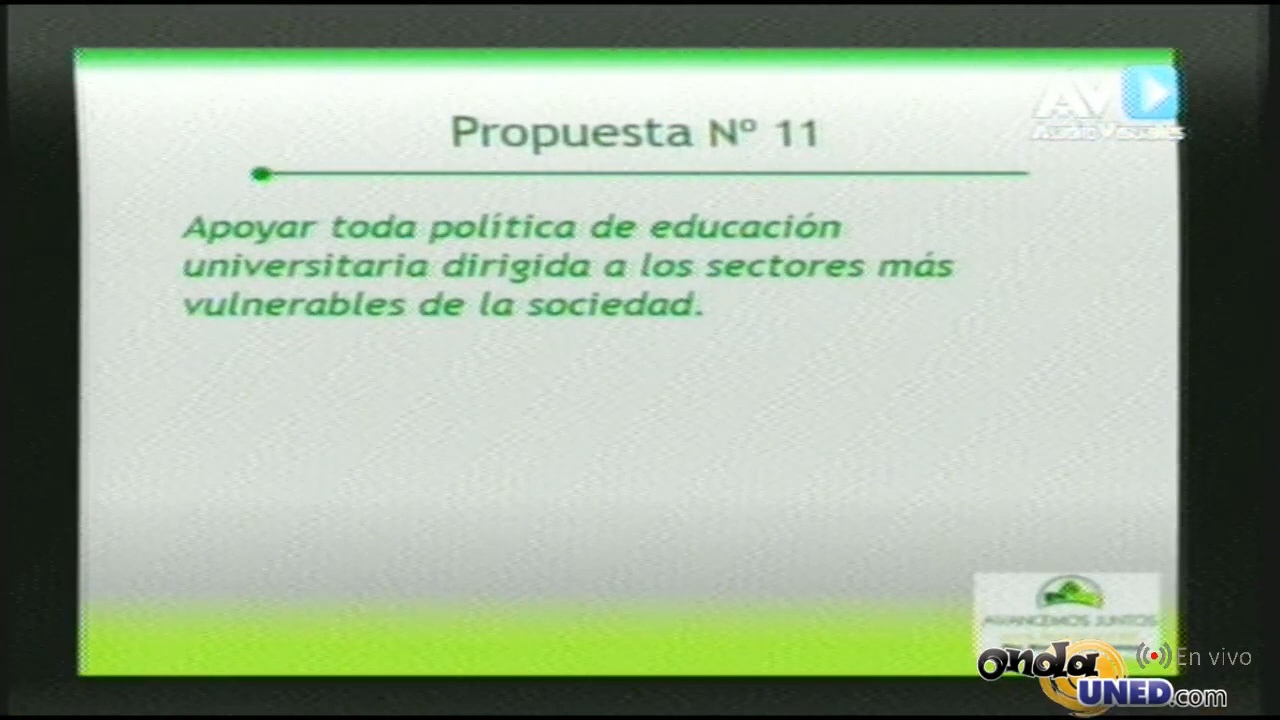 AV
AudioVisuales
Propuesta Nº 11
Apoyar toda política de educación
universitaria dirigida a los sectores más
vulnerables de la sociedad.
AVANCEMOS JUNTOS
onda
UNED.com
En vivo